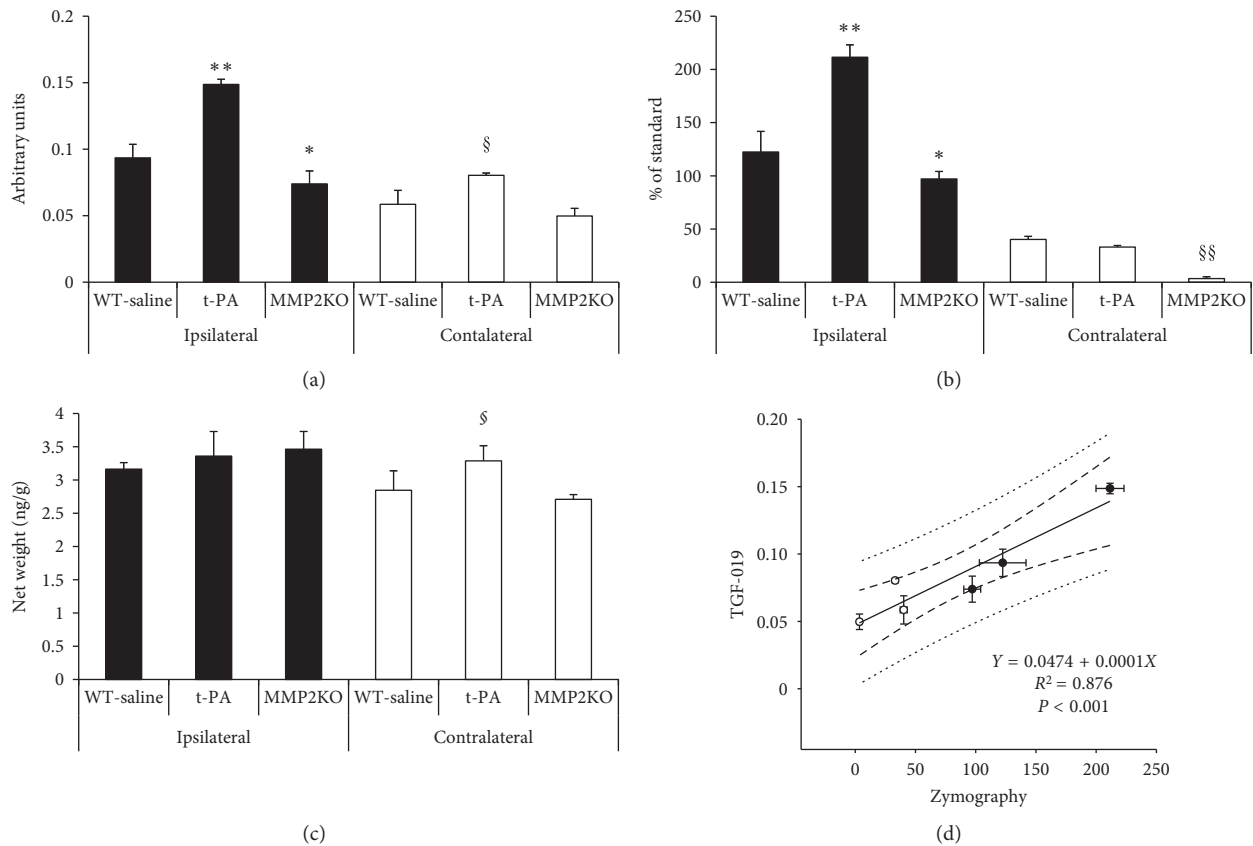 0.2
0.15
0.1
0.05
0
Arbitrary units
**
*
§
WT-saline t-PA MMP2KO WT-saline t-PA MMP2KO
Ipsilateral Contalateral
(a)
250
200
150
100
50
0
% of standard
**
*
§§
WT-saline t-PA MMP2KO WT-saline t-PA MMP2KO
Ipsilateral Contralateral
(b)
4
3.5
3
2.5
2
1.5
1
0.5
0
Net weight (ng/g)
§
WT-saline t-PA MMP2KO WT-saline t-PA MMP2KO
Ipsilateral Contralateral
(c)
0.20
0.15
0.10
0.05
0
TGF-019
Y = 0.0474 + 0.0001X
R² = 0.876
P < 0.001
0 50 100 150 200 250
Zymography
(d)